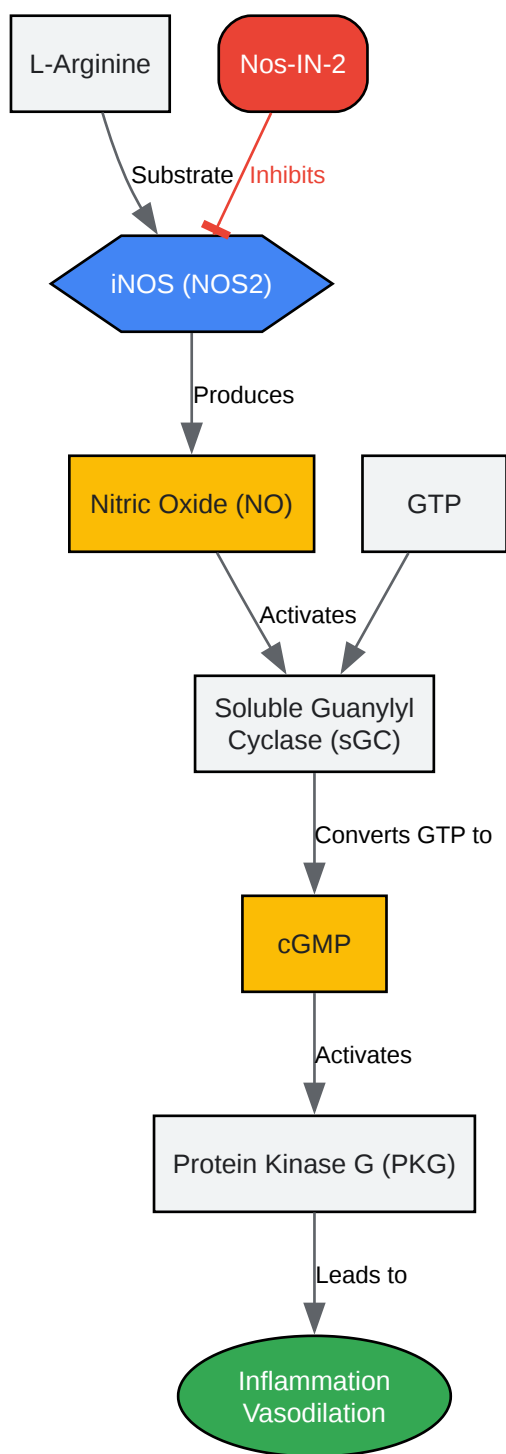 L-Arginine
Nos-IN-2
Substrate
Inhibits
iNOS (NOS2)
Produces
Nitric Oxide (NO)
GTP
Activates
Soluble Guanylyl
Cyclase (sGC)
Converts GTP to
cGMP
Activates
Protein Kinase G (PKG)
Leads to
Inflammation
Vasodilation